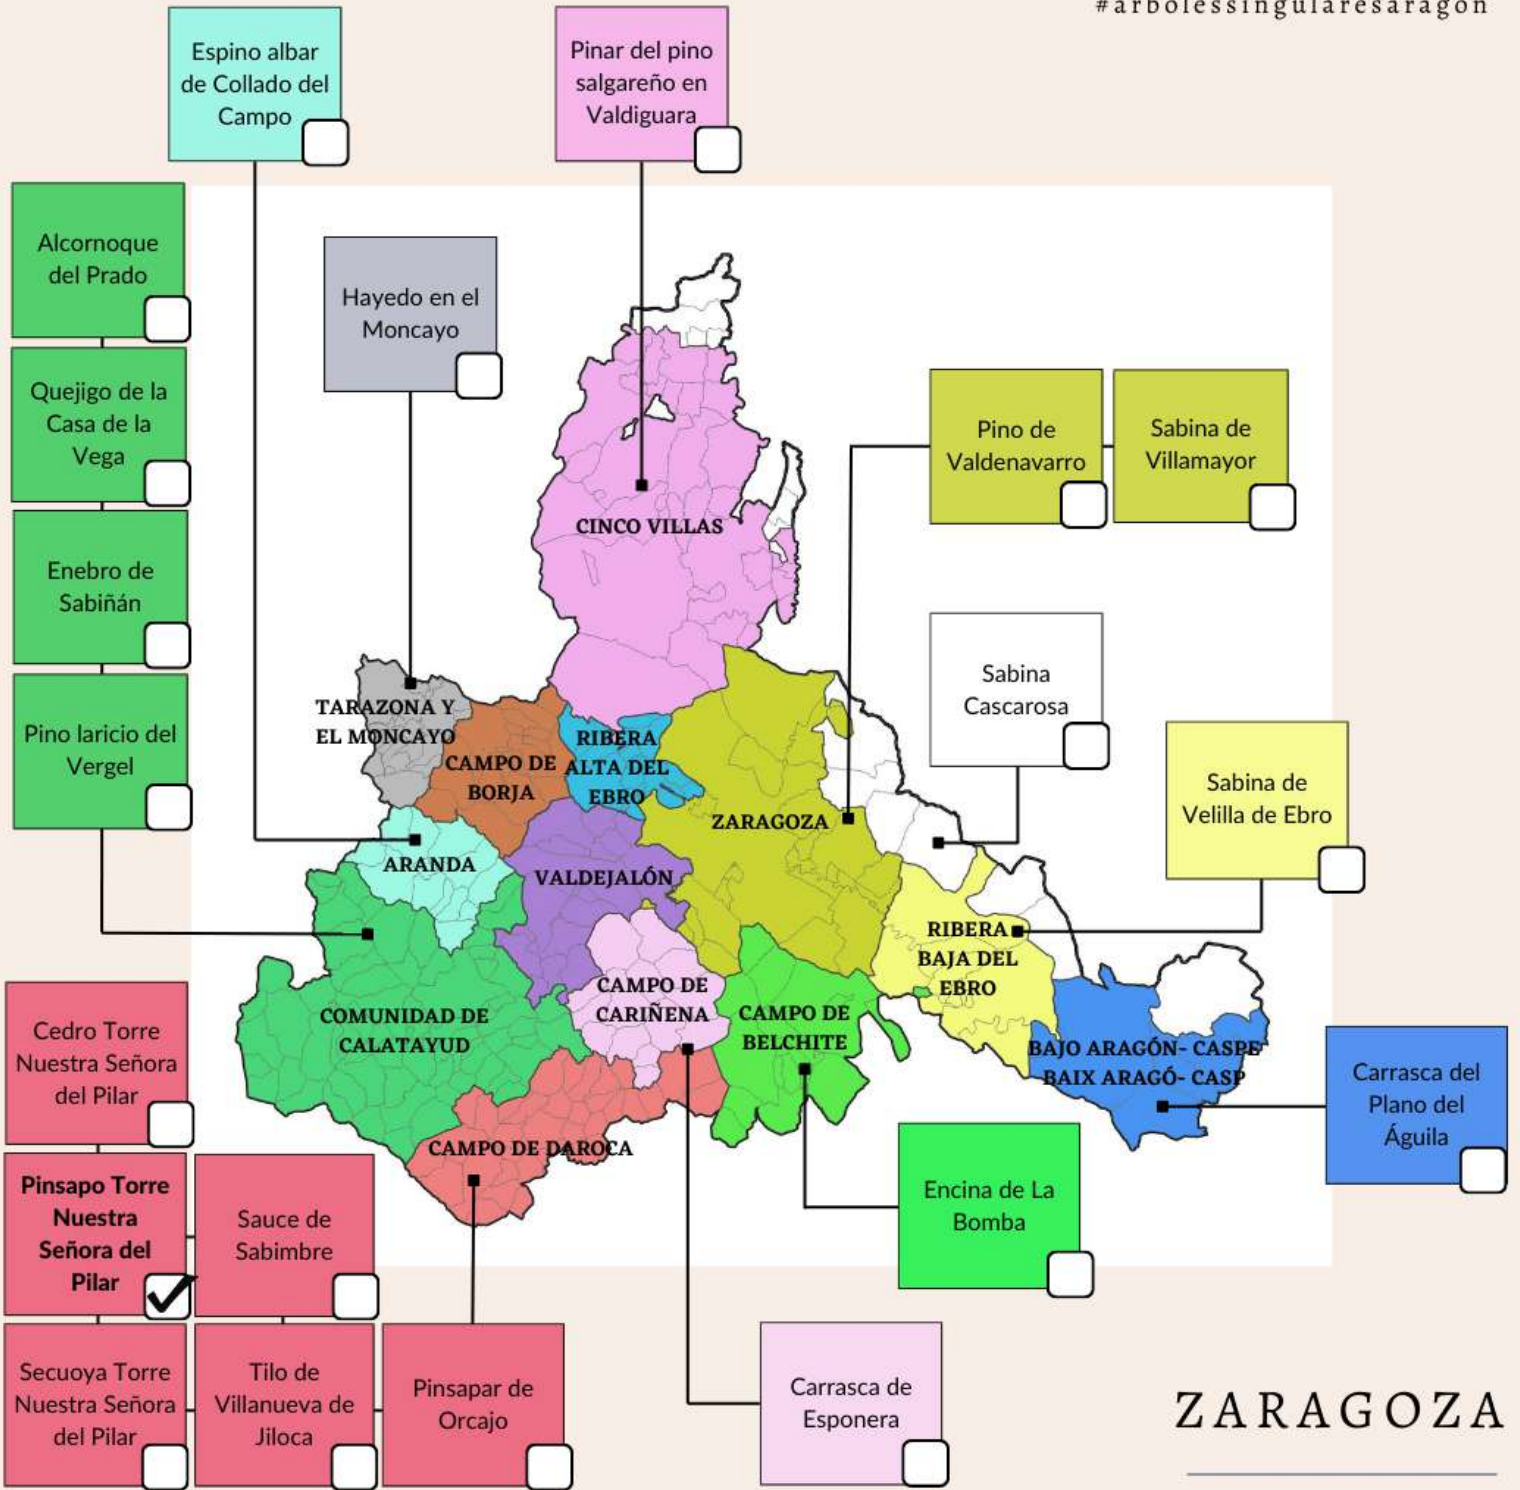 #arbolessingularesaragon
Espino albar
de Collado del
Campo
Pinar del pino
salgareño en
Valdiguara
Alcornoque
del Prado
Hayedo en el
Moncayo
Quejigo de la
Casa de la
Vega
Pino de
Valdenavarro
Sabina de
Villamayor
CINCO VILLAS
Enebro de
Sabiñán
Sabina
Cascarosa
Pino laricio del
Vergel
TARAZONA Y
EL MONCAYO
CAMPO DE
BORJA
RIBERA
ALTA DEL
EBRO
ZARAGOZA
Sabina de
Velilla de Ebro
ARANDA
VALDEJALÓN
RIBERA
BAJA DEL
EBRO
COMUNIDAD DE
CALATAYUD
CAMPO DE
CARIÑENA
CAMPO DE
BELCHITE
BAJO ARAGÓN- CASPE
BAIX ARAGÓ- CASP
Cedro Torre
Nuestra Señora
del Pilar
Carrasca del
Plano del
Águila
CAMPO DE DAROCA
Pinsapo Torre
Nuestra
Señora del
Pilar
Sauce de
Sabimbre
Encina de La
Bomba
Secuoya Torre
Nuestra Señora
del Pilar
Tilo de
Villanueva de
Jiloca
Pinsapar de
Orcajo
Carrasca de
Esponera
ZARAGOZA